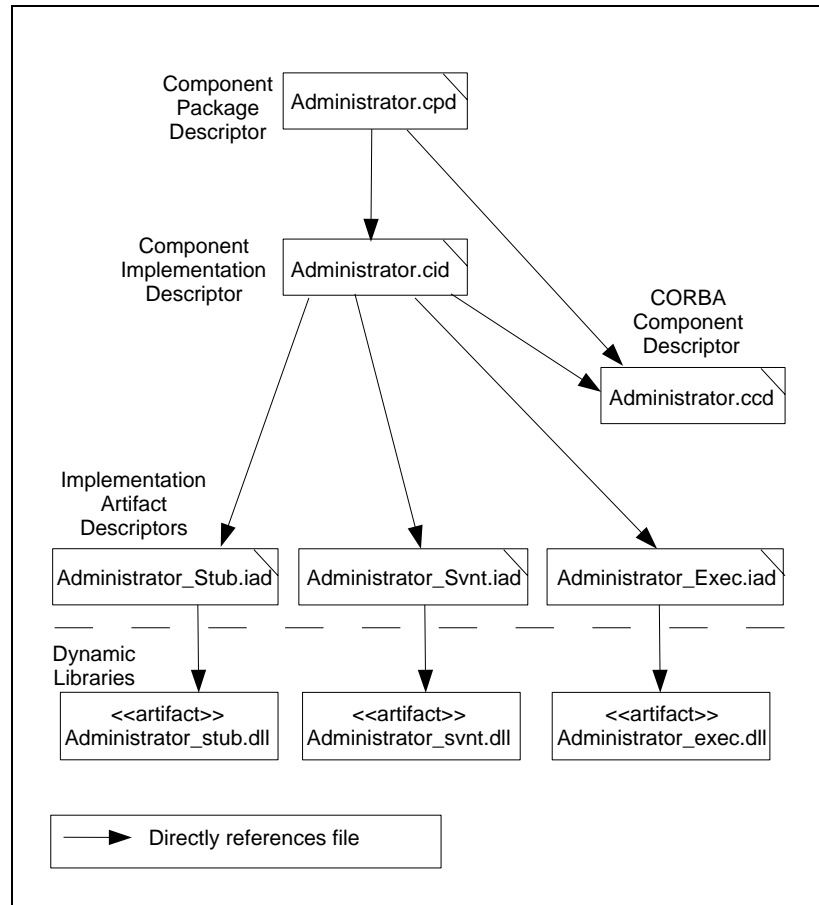 Component
Package
Descriptor
Administrator.cpd
Component
Implementation
Descriptor
Administrator.cid
CORBA
Component
Descriptor
Administrator.ccd
Implementation
Artifact
Descriptors
Administrator_Stub.iad
Administrator_Svnt.iad
Administrator_Exec.iad
Dynamic
Libraries
<<artifact>>
Administrator_stub.dll
<<artifact>>
Administrator_svnt.dll
<<artifact>>
Administrator_exec.dll
Directly references file